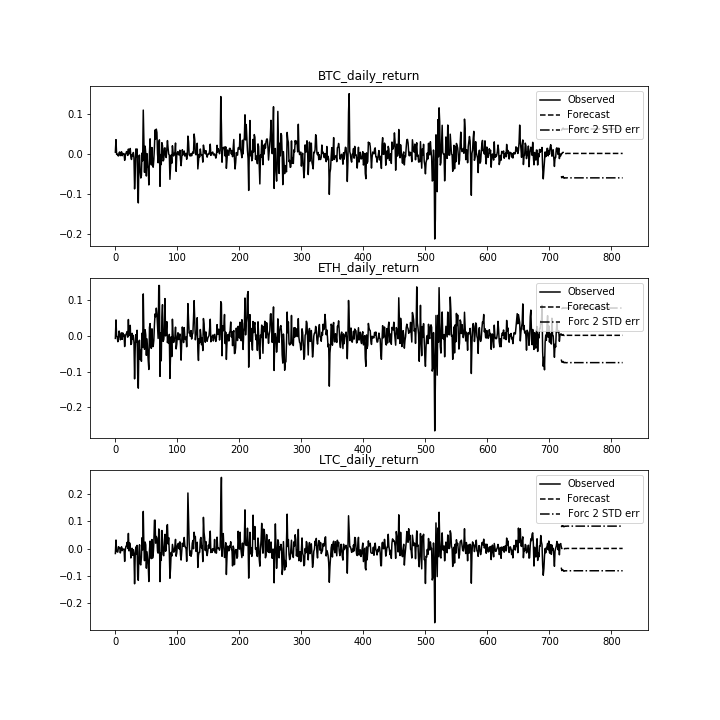 BTC_daily_return
Observed
Forecast
Forc 2 STD err
0.1
0.0
−0.1
−0.2
0 100 200 300 400 500 600 700 800
ETH_daily_return
Observed
Forecast
Forc 2 STD err
0.1
0.0
−0.1
−0.2
0 100 200 300 400 500 600 700 800
LTC_daily_return
Observed
Forecast
Forc 2 STD err
0.2
0.1
0.0
−0.1
−0.2
0 100 200 300 400 500 600 700 800